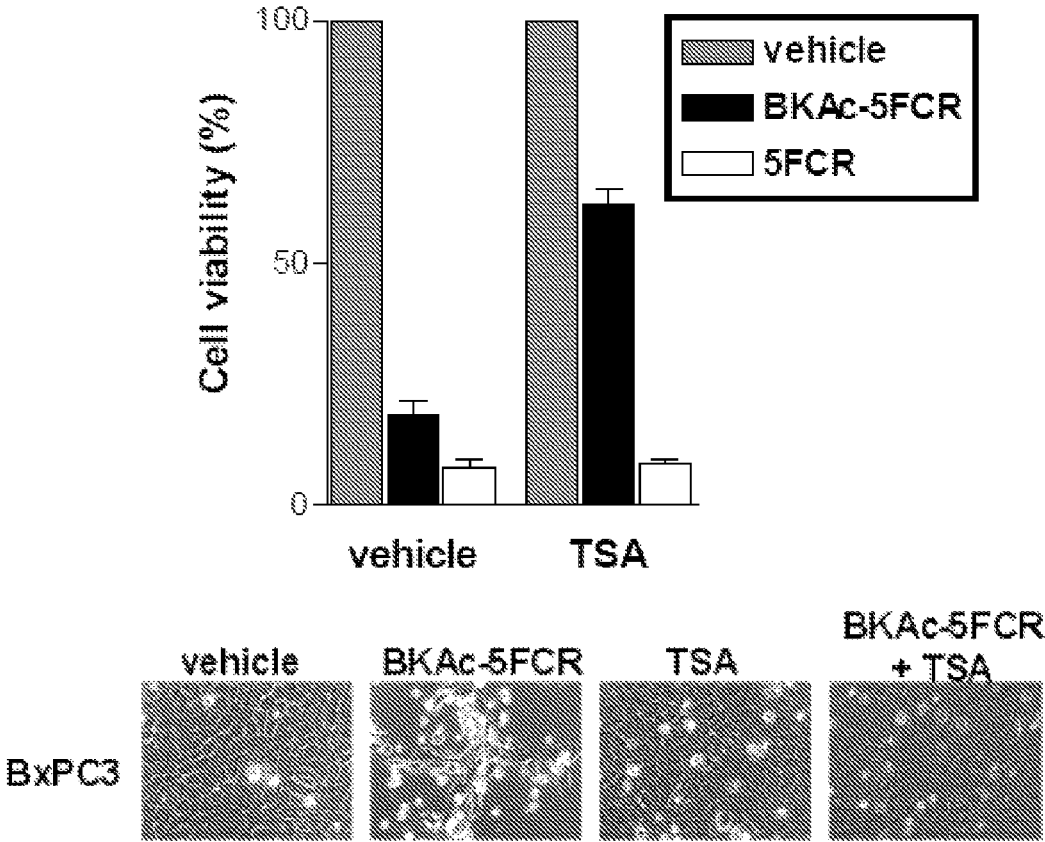 100
50
0
Cell viability (%)
vehicle
BKAc-5FCR
5FCR
vehicle
TSA
vehicle
BKAc-5FCR
TSA
BKAc-5FCR
+ TSA
BxPC3